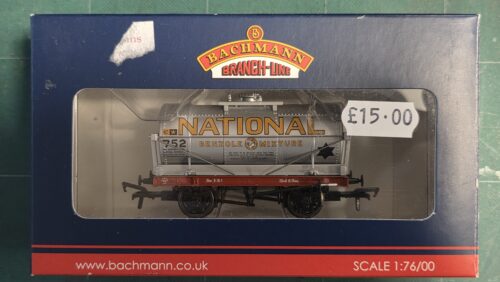 BACHMANN
BRANCH-LINE
£15.00
NATIONAL
752
BENZOLE MIXTURE
www.bachmann.co.uk
SCALE 1:76/00